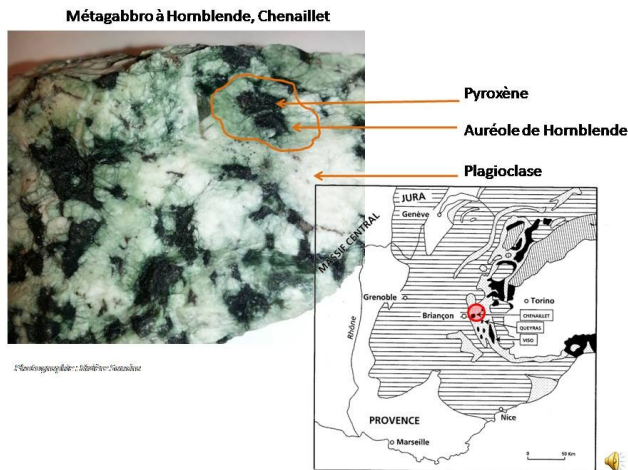 Métagabbro à Hornblende, Chenaillet
Pyroxène
Auréole de Hornblende
Plagioclase
JURA
Genève
MASSIF CENTRAL
Grenoble
Torino
Briançon
CHENAILLET
QUEYRAS
VISO
Rhône
PROVENCE
Nice
Marseille
0 50 Km